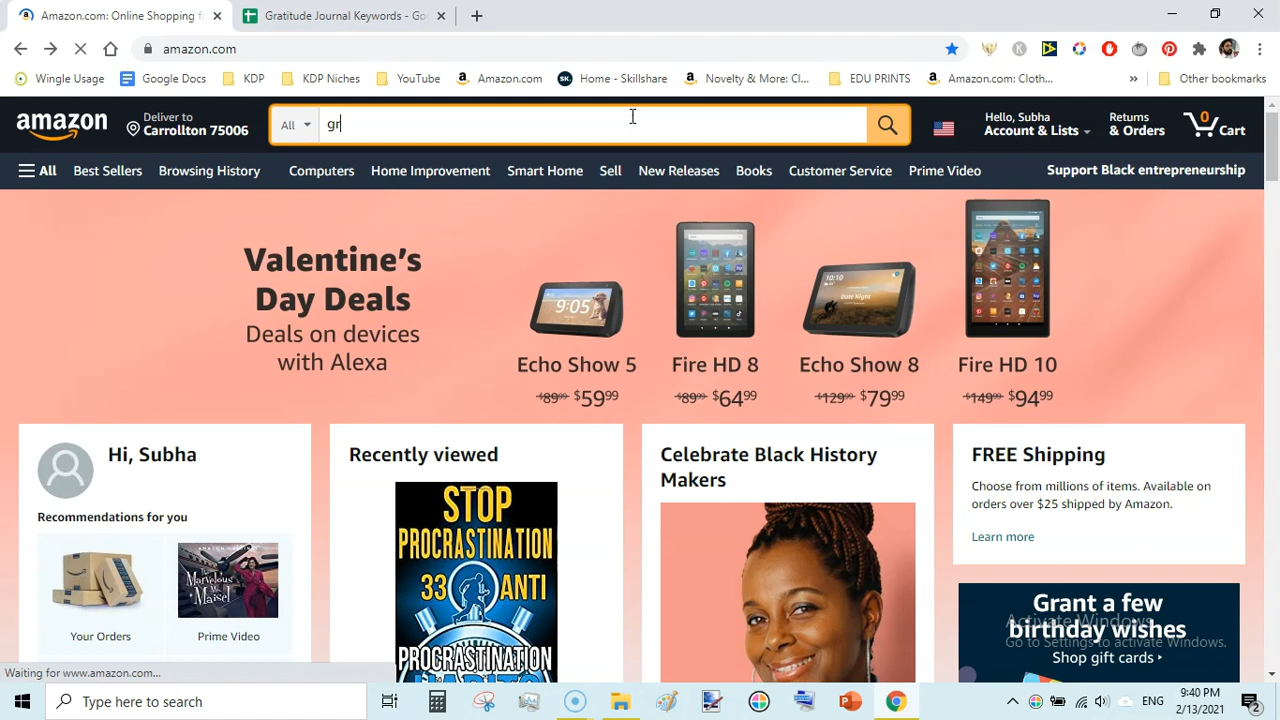 Amazon.com: Online Shopping f
Gratitude Journal Keywords - Go
amazon.com
Wingle Usage
Google Docs
KDP
KDP Niches
YouTube
Amazon.com
SK.
Home - Skillshare
Novelty & More: Cl...
EDU PRINTS
Amazon.com: Cloth...
Other bookmarks
amazon
Deliver to
Carrollton 75006
All
gr
Hello, Subha
Account & Lists
Returns
& Orders
0
Cart
All
Best Sellers
Browsing History
Computers
Home Improvement
Smart Home
Sell
New Releases
Books
Customer Service
Prime Video
Support Black entrepreneurship
Valentine's
Day Deals
Deals on devices
with Alexa
9:05
10:10
Date Night
Echo Show 5
Fire HD 8
Echo Show 8
Fire HD 10
$89.99 $59.99
$89.99 $64.99
$129.99 $79.99
$149.99 $94.99
Hi, Subha
Recommendations for you
Your Orders
Prime Video
Recently viewed
STOP
PROCRASTINATION
33 ANTI
PROCRASTINATION
HABITS
Celebrate Black History
Makers
FREE Shipping
Choose from millions of items. Available on
orders over $25 shipped by Amazon.
Learn more
Grant a few
birthday wishes
Shop gift cards
Activate Windows
Go to Settings to activate Windows.
Waiting for www.amazon.com...
Type here to search
ENG
9:40 PM
2/13/2021
2